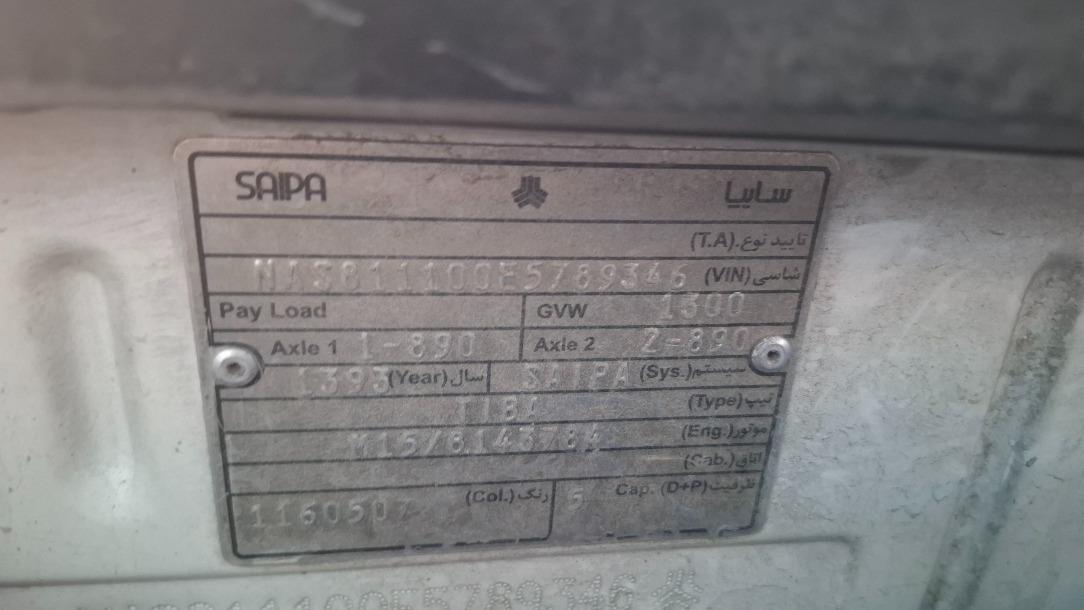 SAIPA سایپا
تایید نوع.(T.A)
NAS811100E5789346 شاسی(VIN)
Pay Load GVW 1300
Axle 1 1-890 Axle 2 2-890
1393 سال(Year) SAIPA سیستم(Sys.)
TIBA تیپ(Type)
M15/8143784 موتور(Eng.)
اتاق(Cab.)
رنگ(Col.) 5 Cap. (D+P)ظرفیت